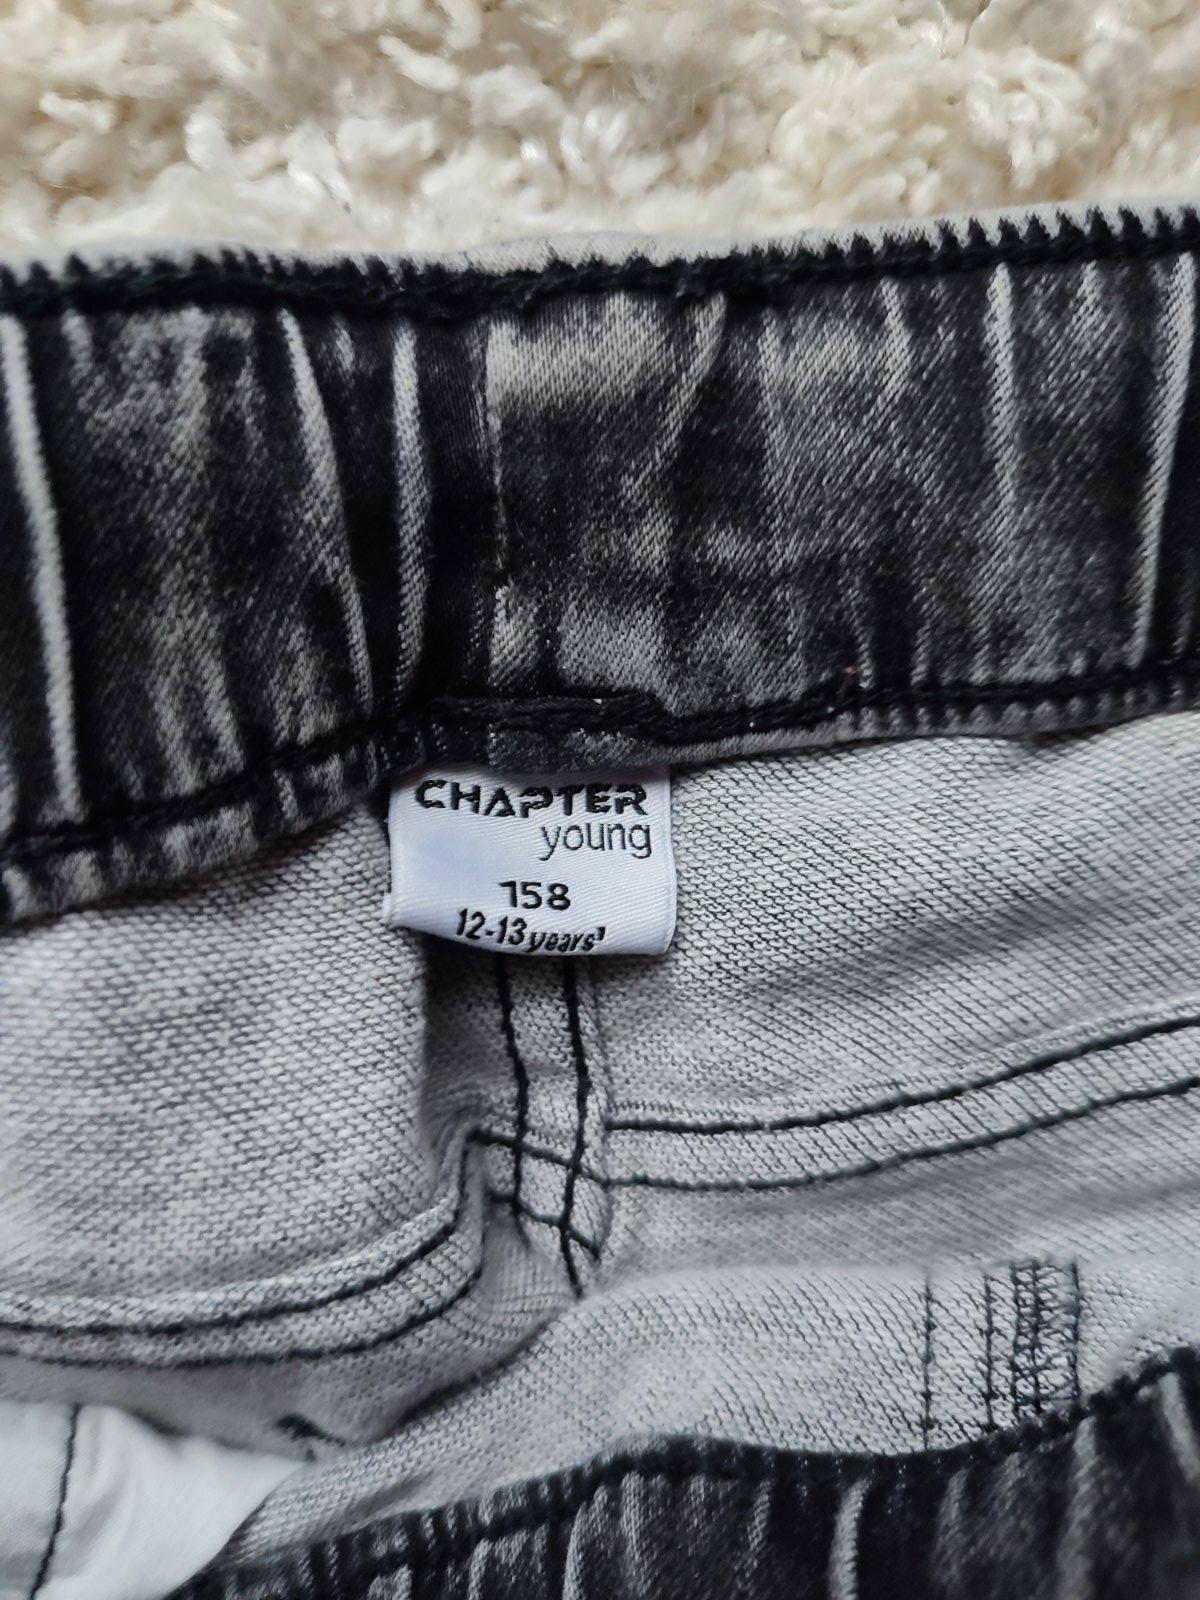 CHAPTER
young
158
12-13 years'